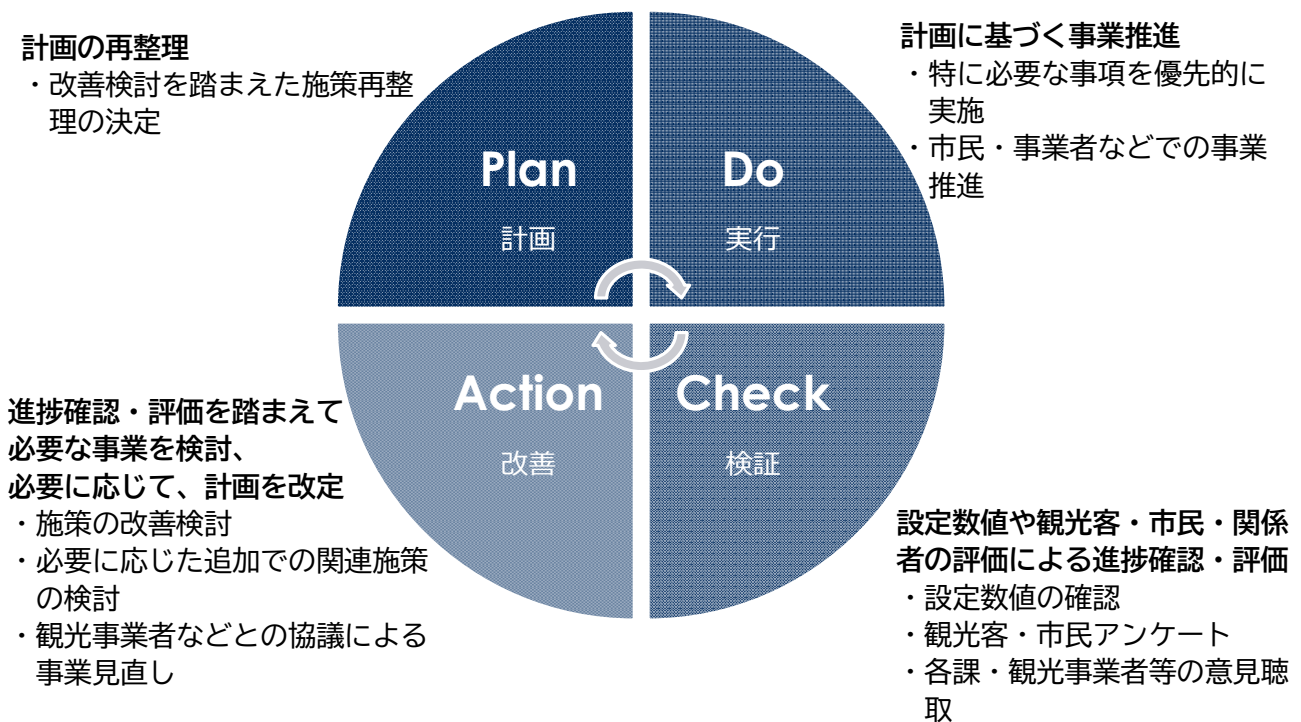 計画の再整理
・改善検討を踏まえた施策再整
理の決定
Plan
計画
Do
実行
計画に基づく事業推進
・特に必要な事項を優先的に
実施
・市民・事業者などでの事業
推進
進捗確認・評価を踏まえて
必要な事業を検討、
必要に応じて、計画を改定
・施策の改善検討
・必要に応じた追加での関連施策
の検討
・観光事業者などとの協議による
事業見直し
Action
改善
Check
検証
設定数値や観光客・市民・関係
者の評価による進捗確認・評価
・設定数値の確認
・観光客・市民アンケート
・各課・観光事業者等の意見聴
取